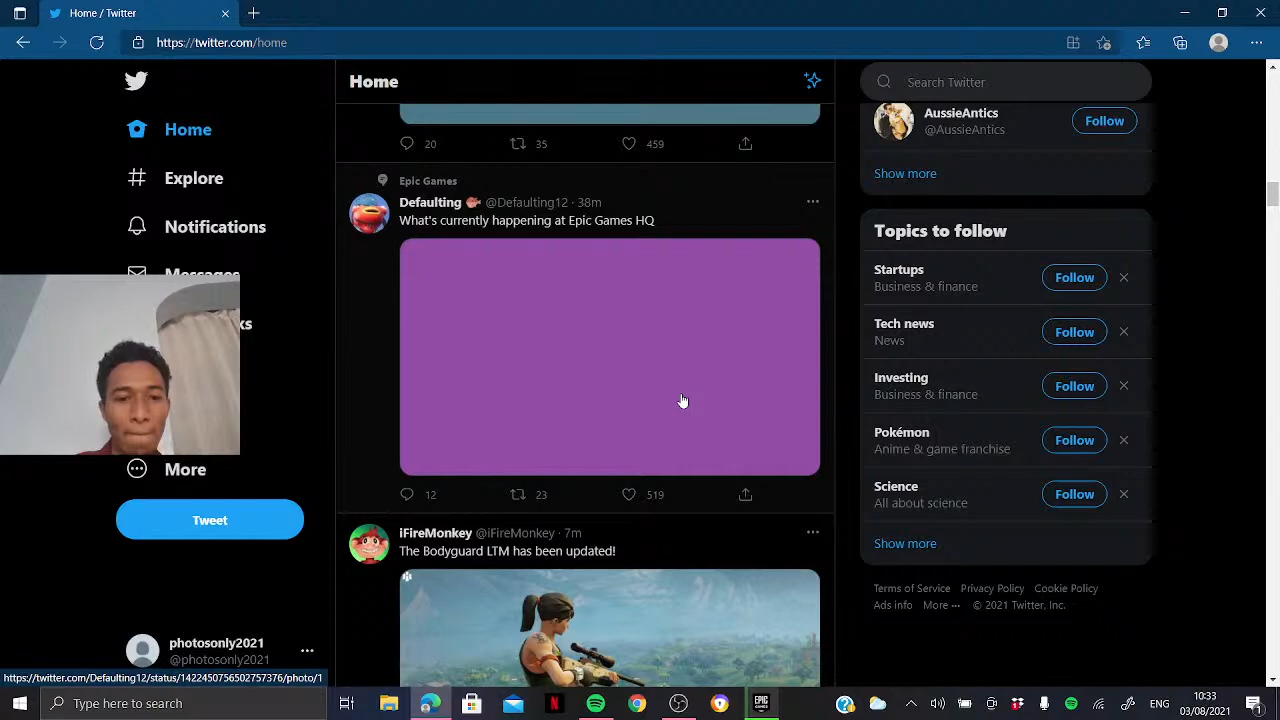 Home / Twitter
https://twitter.com/home
Home
Explore
Notifications
Messages
ks
More
Tweet
photosonly2021
@photosonly2021
https://twitter.com/Defaulting12/status/1422450756502757376/photo/1
Home
20 35 459
Epic Games
Defaulting @Defaulting12 · 38m
What's currently happening at Epic Games HQ
12 23 519
iFireMonkey @iFireMonkey · 7m
The Bodyguard LTM has been updated!
Search Twitter
AussieAntics
@AussieAntics
Follow
Show more
Topics to follow
Startups
Business & finance
Follow
Tech news
News
Follow
Investing
Business & finance
Follow
Pokémon
Anime & game franchise
Follow
Science
All about science
Follow
Show more
Terms of Service Privacy Policy Cookie Policy
Ads info More ··· © 2021 Twitter, Inc.
Type here to search
EPIC GAMES
ENG
10:33
03/08/2021